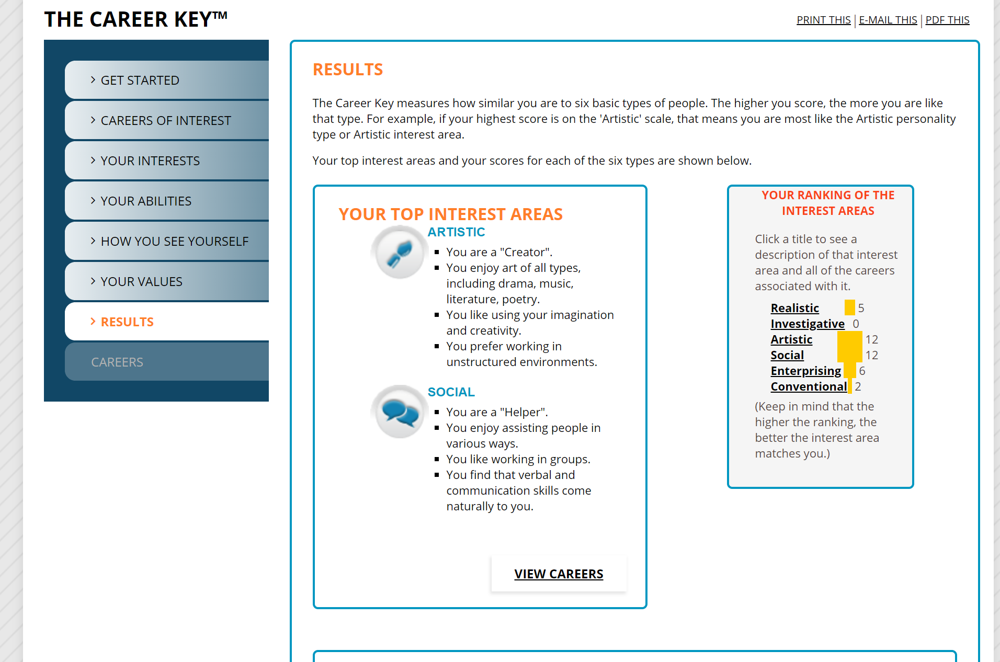 THE CAREER KEY™
PRINT THIS | E-MAIL THIS | PDF THIS
GET STARTED
CAREERS OF INTEREST
YOUR INTERESTS
YOUR ABILITIES
HOW YOU SEE YOURSELF
YOUR VALUES
RESULTS
CAREERS
RESULTS
The Career Key measures how similar you are to six basic types of people. The higher you score, the more you are like
that type. For example, if your highest score is on the 'Artistic' scale, that means you are most like the Artistic personality
type or Artistic interest area.
Your top interest areas and your scores for each of the six types are shown below.
YOUR TOP INTEREST AREAS
ARTISTIC
You are a "Creator".
You enjoy art of all types,
including drama, music,
literature, poetry.
You like using your imagination
and creativity.
You prefer working in
unstructured environments.
SOCIAL
You are a "Helper".
You enjoy assisting people in
various ways.
You like working in groups.
You find that verbal and
communication skills come
naturally to you.
VIEW CAREERS
YOUR RANKING OF THE
INTEREST AREAS
Click a title to see a
description of that interest
area and all of the careers
associated with it.
Realistic 5
Investigative 0
Artistic 12
Social 12
Enterprising 6
Conventional 2
(Keep in mind that the
higher the ranking, the
better the interest area
matches you.)